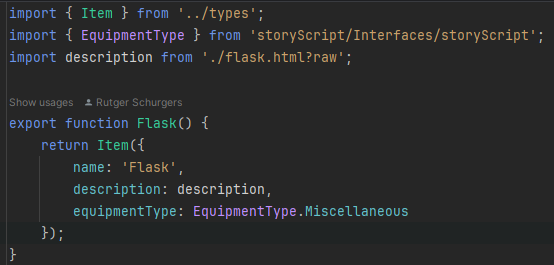 import { Item } from '../types';
import { EquipmentType } from 'storyScript/Interfaces/storyScript';
import description from './flask.html?raw';
Show usages Rutger Schurgers
export function Flask() {
return Item({
name: 'Flask',
description: description,
equipmentType: EquipmentType.Miscellaneous
});
}